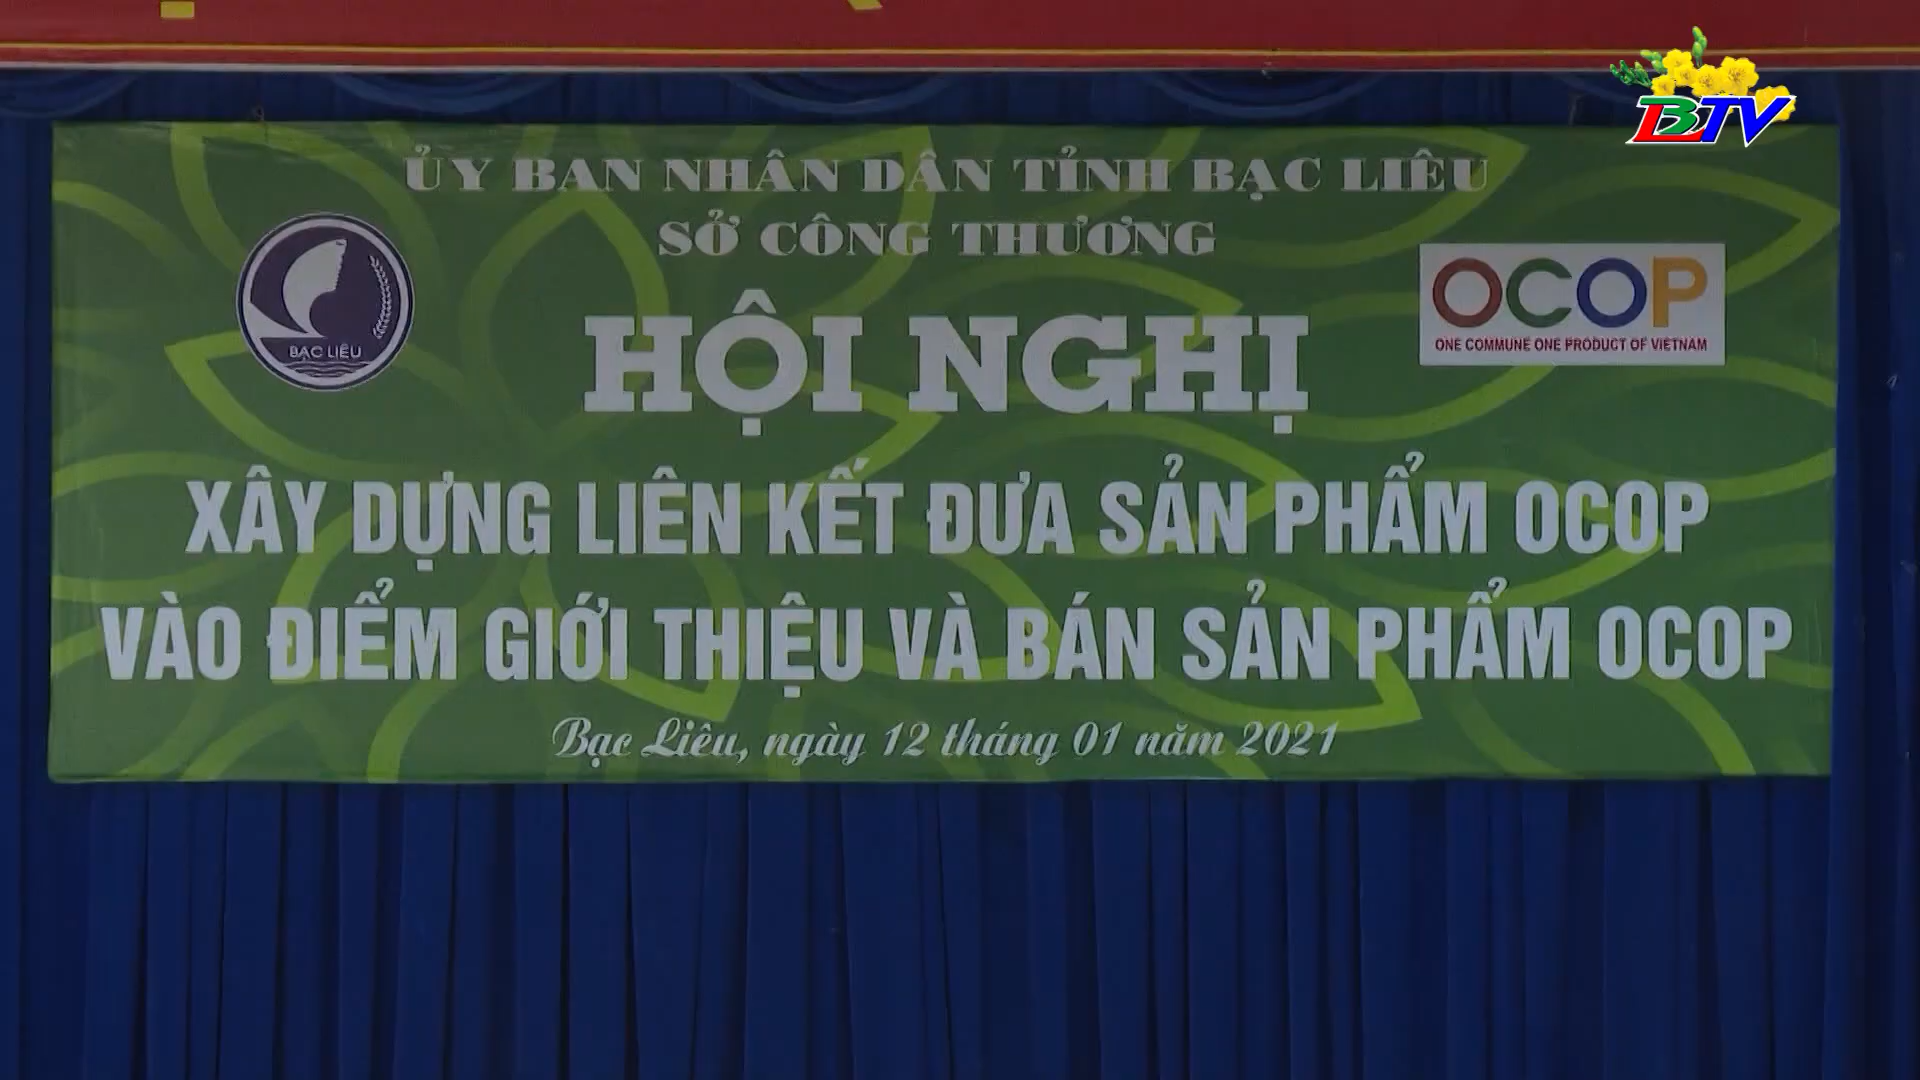 BTV
ỦY BAN NHÂN DÂN TỈNH BẠC LIÊU
SỞ CÔNG THƯƠNG
BẠC LIÊU
OCOP
ONE COMMUNE ONE PRODUCT OF VIETNAM
HỘI NGHỊ
XÂY DỰNG LIÊN KẾT ĐƯA SẢN PHẨM OCOP
VÀO ĐIỂM GIỚI THIỆU VÀ BÁN SẢN PHẨM OCOP
Bạc Liêu, ngày 12 tháng 01 năm 2021